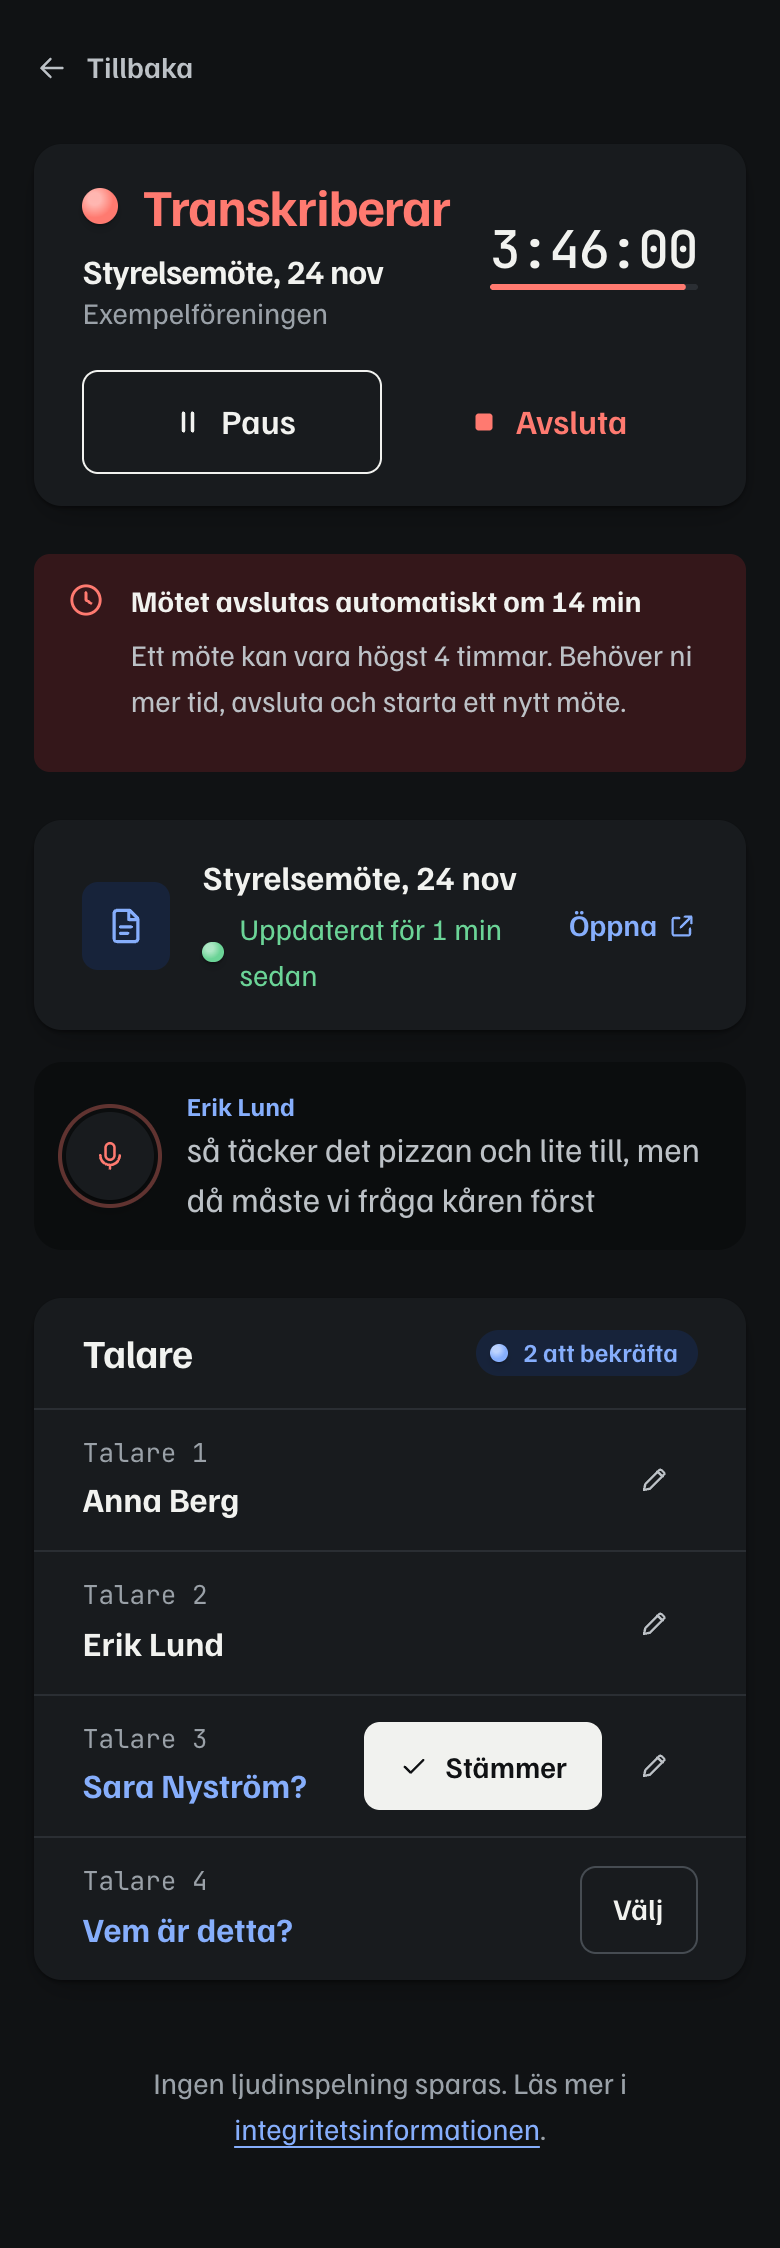 Tillbaka
Transkriberar
3:46:00
Styrelsemöte, 24 nov
Exempelföreningen
Paus
Avsluta
Mötet avslutas automatiskt om 14 min
Ett möte kan vara högst 4 timmar. Behöver ni
mer tid, avsluta och starta ett nytt möte.
Styrelsemöte, 24 nov
Uppdaterat för 1 min
sedan
Öppna
Erik Lund
så täcker det pizzan och lite till, men
då måste vi fråga kåren först
Talare
2 att bekräfta
Talare 1
Anna Berg
Talare 2
Erik Lund
Talare 3
Sara Nyström?
Stämmer
Talare 4
Vem är detta?
Välj
Ingen ljudinspelning sparas. Läs mer i
integritetsinformationen.